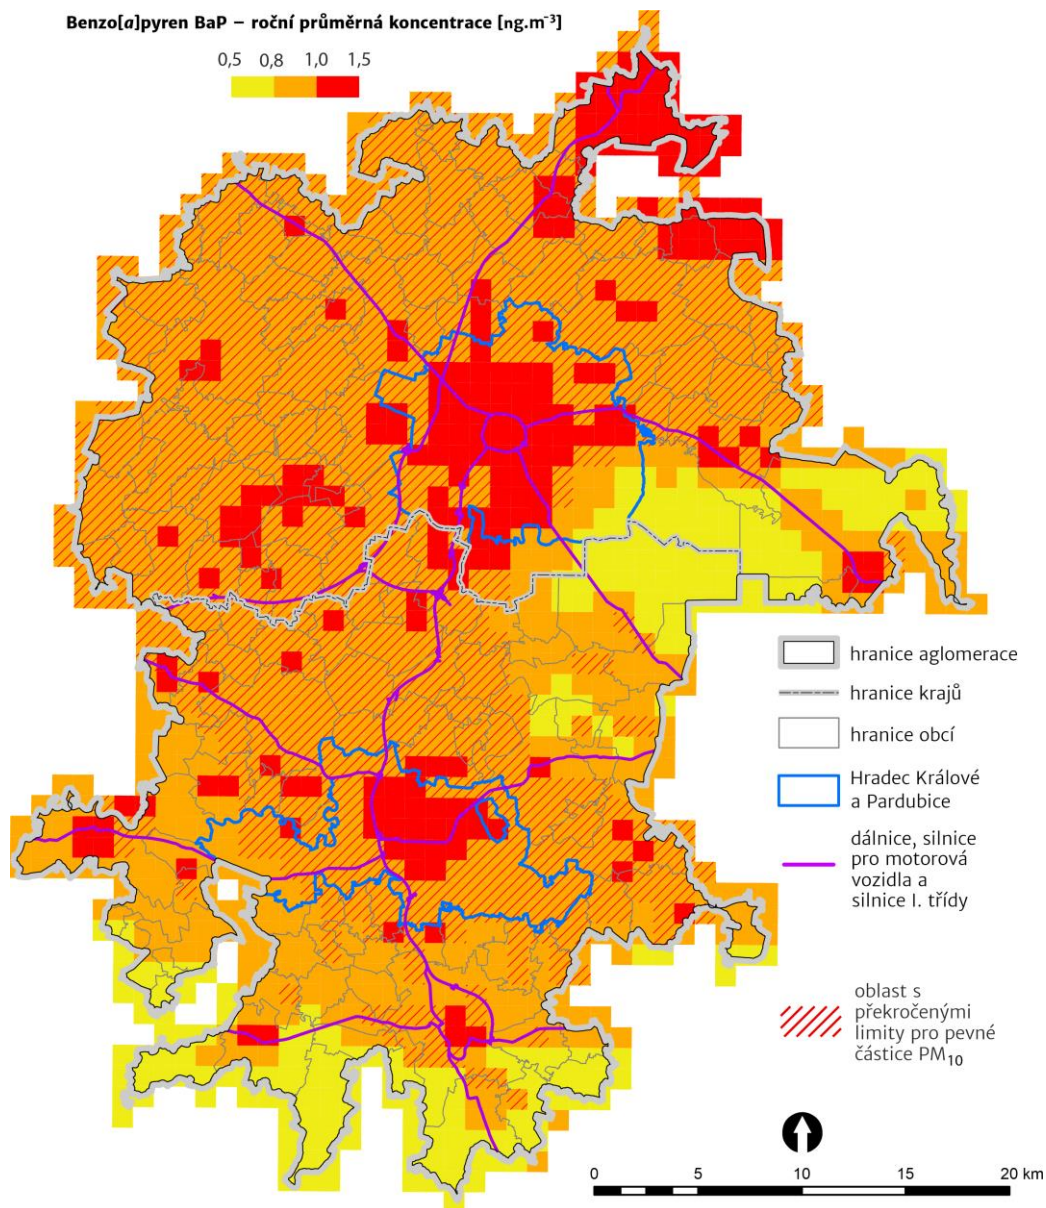 Benzo[a]pyren BaP – roční průměrná koncentrace [ng.m⁻³]
0,5 0,8 1,0 1,5
hranice aglomerace
hranice krajů
hranice obcí
Hradec Králové
a Pardubice
dálnice, silnice
pro motorová
vozidla a
silnice I. třídy
oblast s
překročenými
limity pro pevné
částice PM₁₀
0 5 10 15 20 km